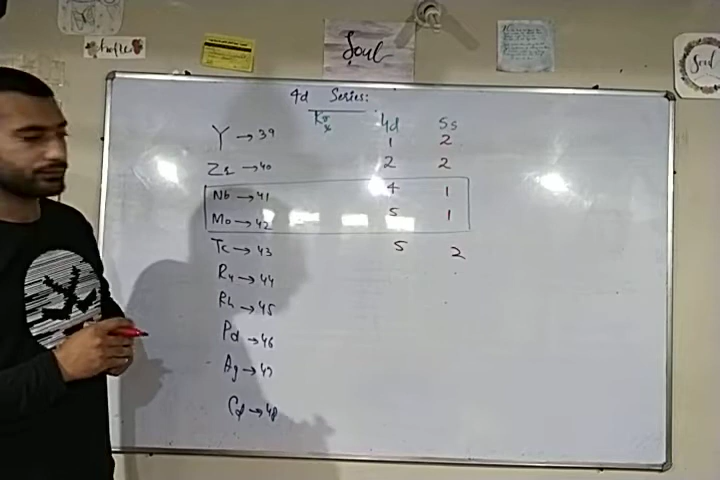 Soul
Soul
4d Series:
Kr 4d 5s
Y → 39 1 2
Zr → 40 2 2
Nb → 41 4 1
Mo → 42 5 1
Tc → 43 5 2
Ru → 44
Rh → 45
Pd → 46
Ag → 47
Cd → 48